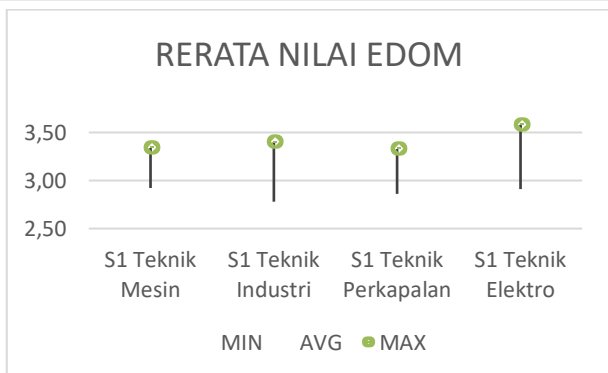 RERATA NILAI EDOM
3,50
3,00
2,50
S1 Teknik Mesin
S1 Teknik Industri
S1 Teknik Perkapalan
S1 Teknik Elektro
MIN AVG MAX